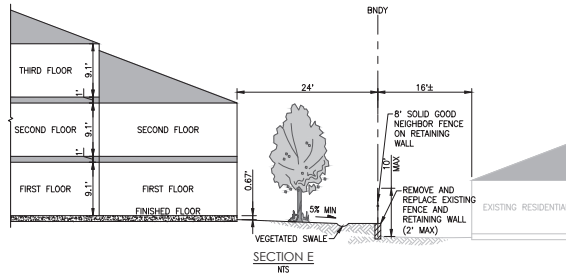 BNDY
24'
16'±
THIRD FLOOR
9.1'
1'
SECOND FLOOR
SECOND FLOOR
9.1'
1'
FIRST FLOOR
FIRST FLOOR
9.1'
FINISHED FLOOR
0.67'
5% MIN
VEGETATED SWALE
8' SOLID GOOD
NEIGHBOR FENCE
ON RETAINING
WALL
10'
MAX
REMOVE AND
REPLACE EXISTING
FENCE AND
RETAINING WALL
(2' MAX)
EXISTING RESIDENTIA
SECTION E
NTS